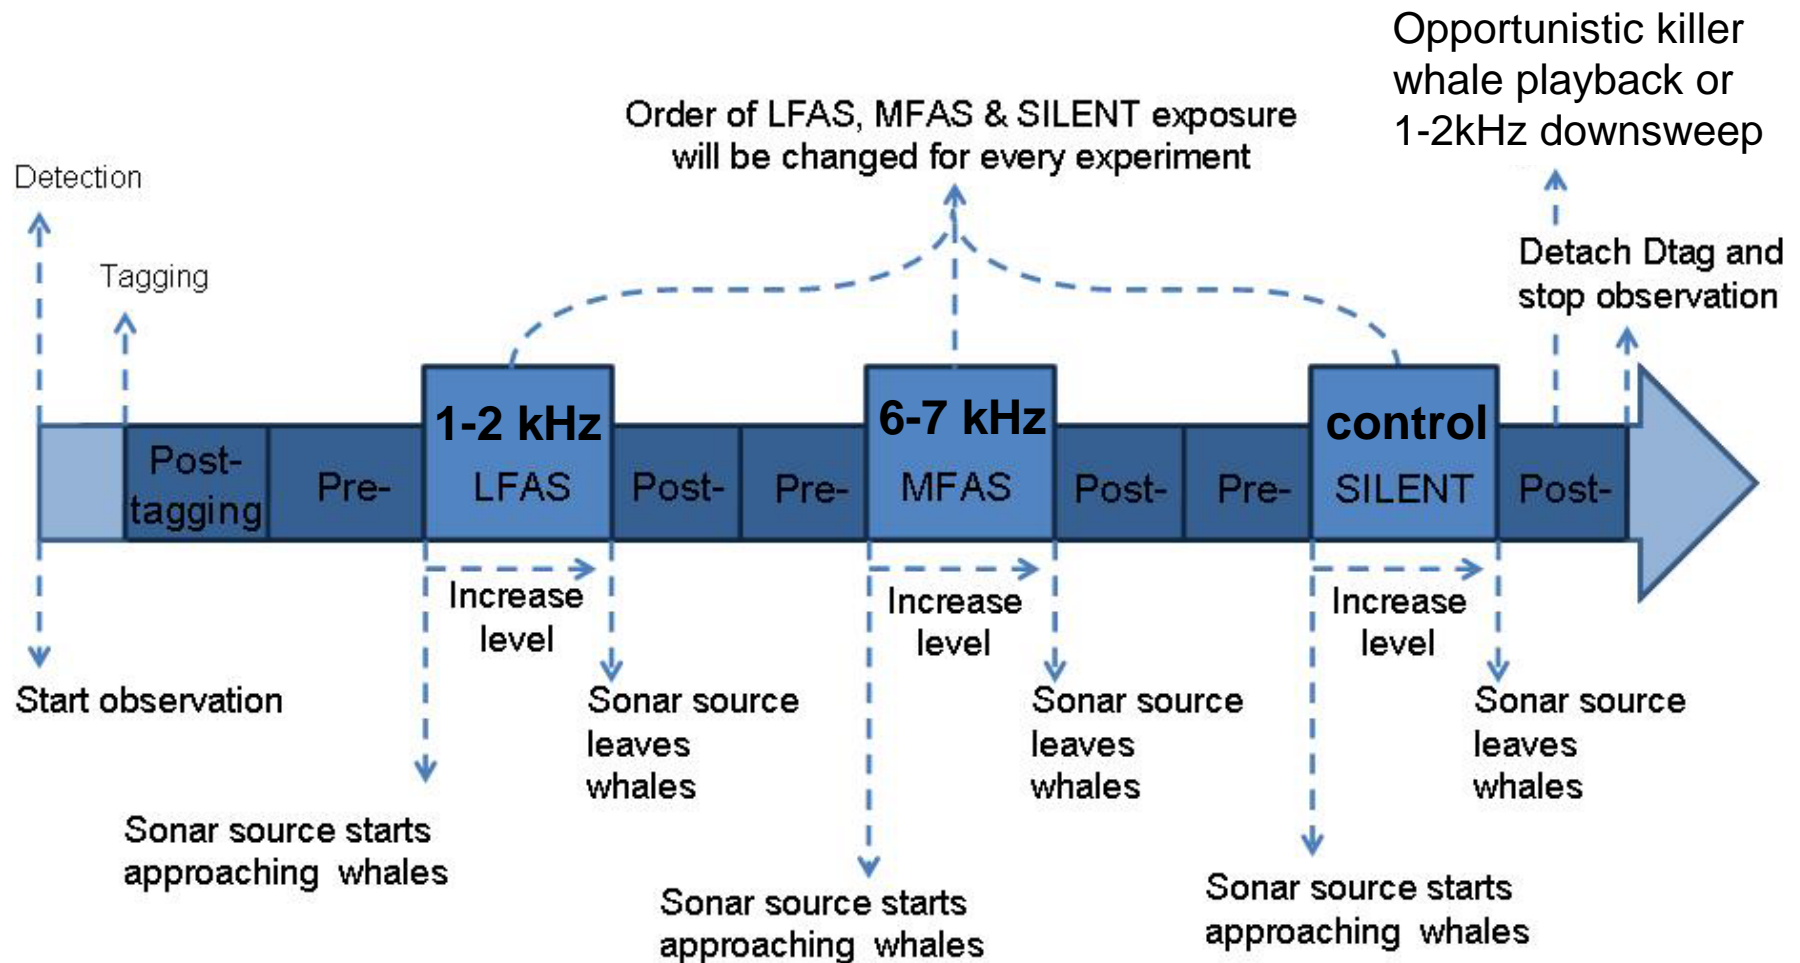 Opportunistic killer
whale playback or
1-2kHz downsweep
Order of LFAS, MFAS & SILENT exposure
will be changed for every experiment
Detection
Tagging
Detach Dtag and
stop observation
Post-
tagging
Pre-
1-2 kHz
LFAS
Post-
Pre-
6-7 kHz
MFAS
Post-
Pre-
control
SILENT
Post-
Increase
level
Increase
level
Increase
level
Start observation
Sonar source
leaves
whales
Sonar source
leaves
whales
Sonar source
leaves
whales
Sonar source starts
approaching whales
Sonar source starts
approaching whales
Sonar source starts
approaching whales